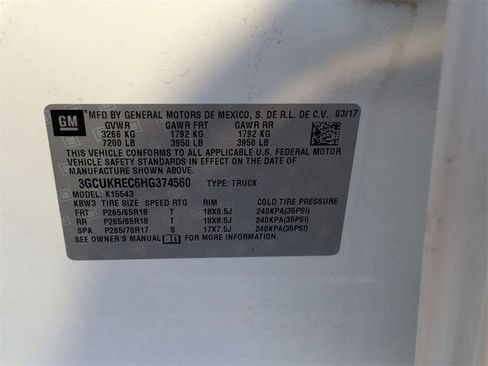 GM
MFD BY GENERAL MOTORS DE MEXICO, S. DE R.L. DE C.V. 03/17
GVWR GAWR FRT GAWR RR
3266 KG 1792 KG 1792 KG
7200 LB 3950 LB 3950 LB
THIS VEHICLE CONFORMS TO ALL APPLICABLE U.S. FEDERAL MOTOR
VEHICLE SAFETY STANDARDS IN EFFECT ON THE DATE OF
MANUFACTURE SHOWN ABOVE.
3GCUKREC6HG374560 TYPE: TRUCK
MODEL: K15543
KBW3 TIRE SIZE SPEED RTG RIM COLD TIRE PRESSURE
FRT P265/65R18 T 18X8.5J 240KPA(35PSI)
RR P265/65R18 T 18X8.5J 240KPA(35PSI)
SPA P265/70R17 S 17X7.5J 240KPA(35PSI)
SEE OWNER'S MANUAL FOR MORE INFORMATION.